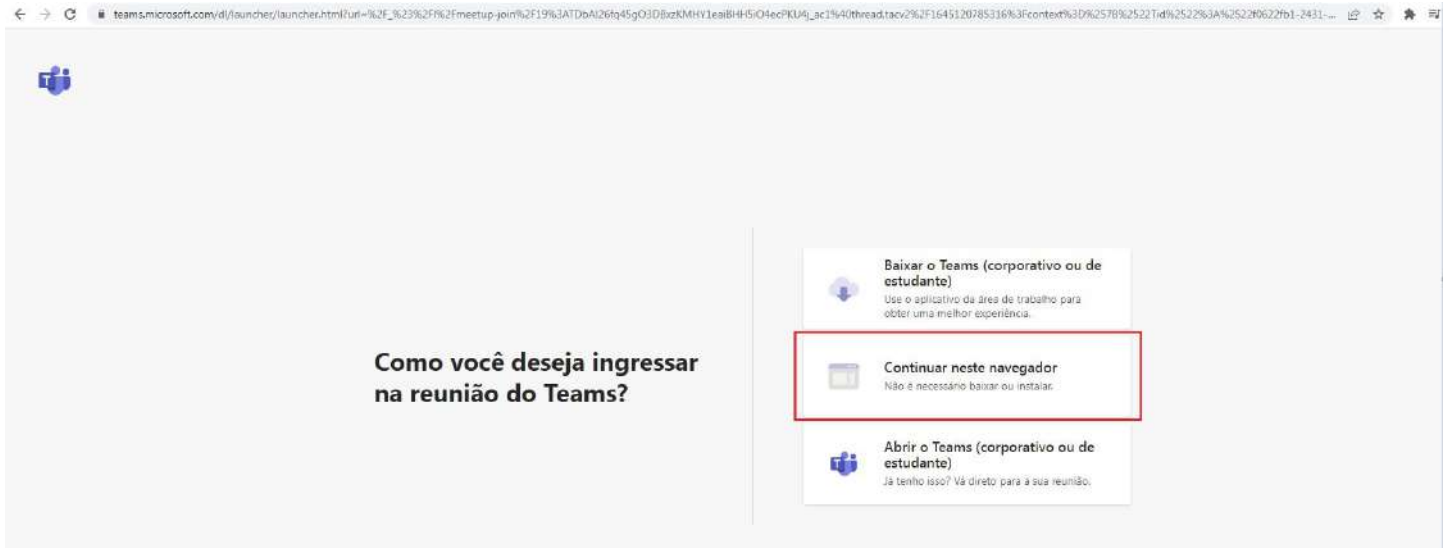 teams.microsoft.com/dl/launcher/launcher.html?url=%2F_%23%2Fl%2Fmeetup-join%2F19%3ATDbAI26fq45gO3DBxzKMHY1eaiBHH5iO4ecPKU4j_ac1%40thread.tacv2%2F1645120785316%3Fcontext%3D%257B%2522Tid%2522%3A%2522f0622fb1-2431-...
Como você deseja ingressar
na reunião do Teams?
Baixar o Teams (corporativo ou de
estudante)
Use o aplicativo da área de trabalho para
obter uma melhor experiência.
Continuar neste navegador
Não é necessário baixar ou instalar.
Abrir o Teams (corporativo ou de
estudante)
Já tenho isso? Vá direto para a sua reunião.